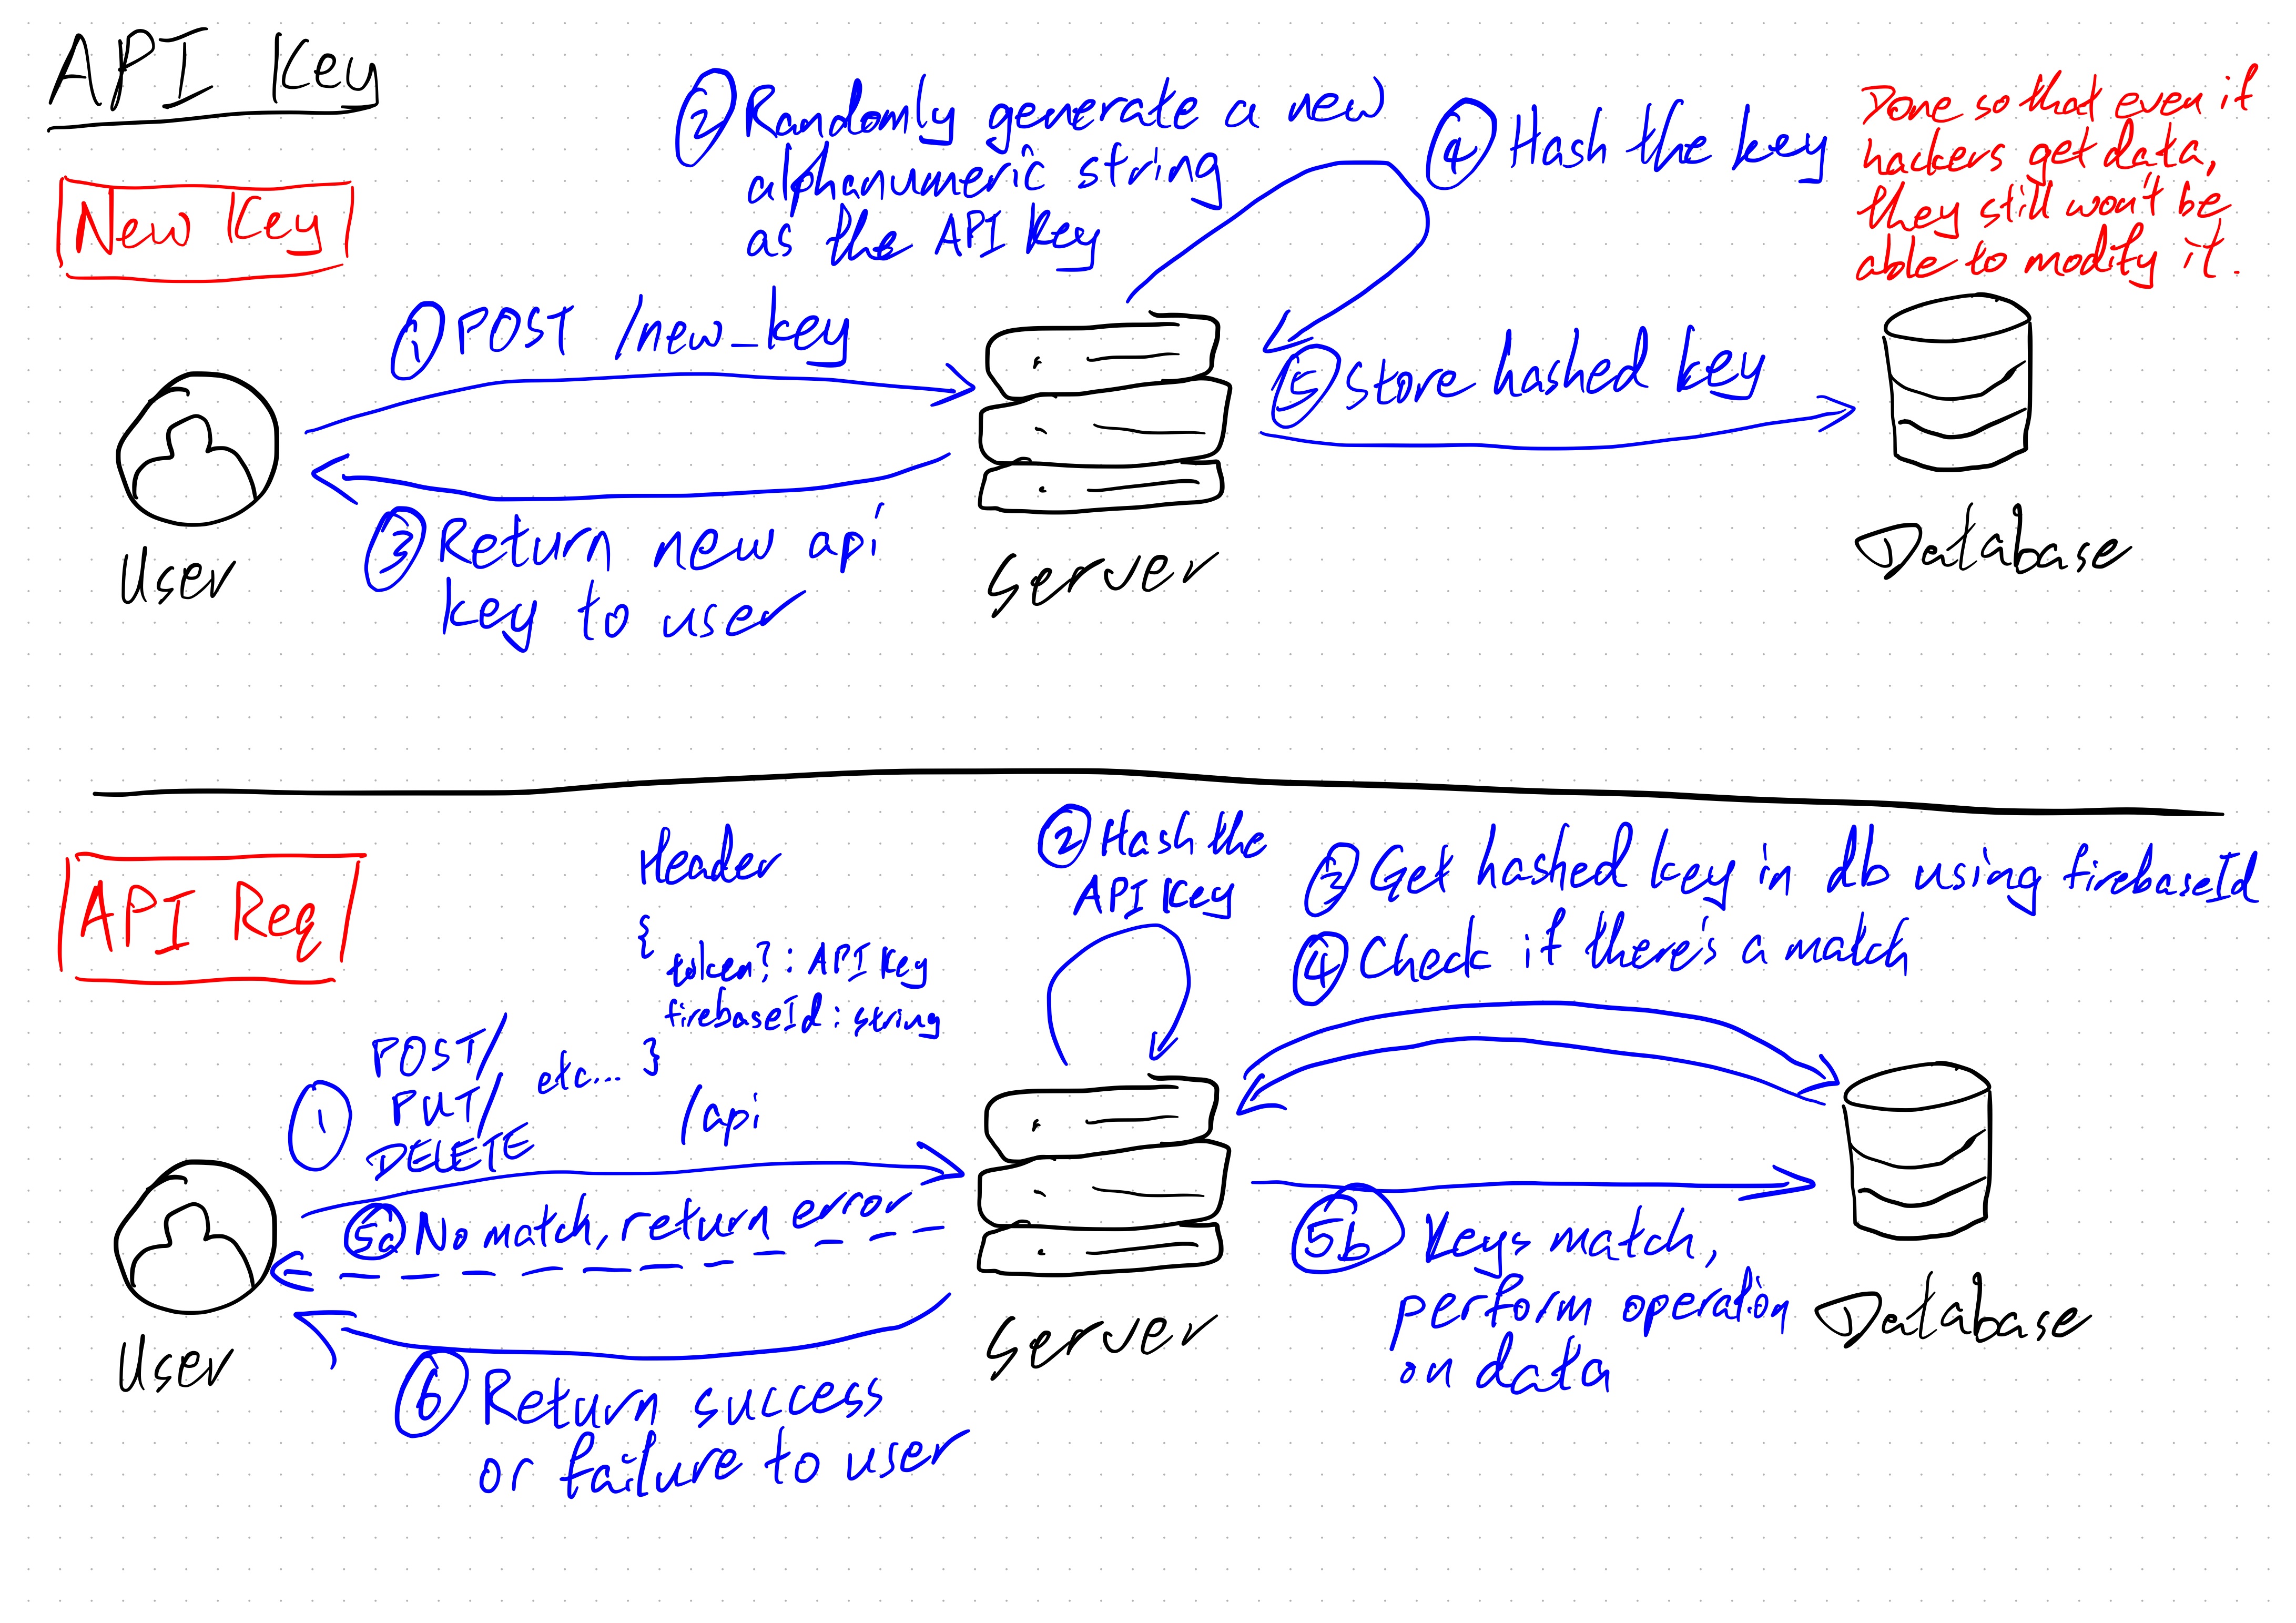 API Key
New Key
② Randomly generate a new
alphanumeric string
as the API key
④ Hash the key
Done so that even if
hackers get data,
they still won't be
able to modify it.
① POST /new_key
⑤ Store hashed key
③ Return new api
key to user
User
Server
Database
API Req
Header
{
token? : API Key
firebaseId : string
}
② Hash the
API Key
③ Get hashed key in db using firebaseId
④ Check if there's a match
① POST/
PUT/ etc...
DELETE
/api
5a No match, return error
5b Keys match,
perform operation
on data
⑥ Return success
or failure to user
User
Server
Database